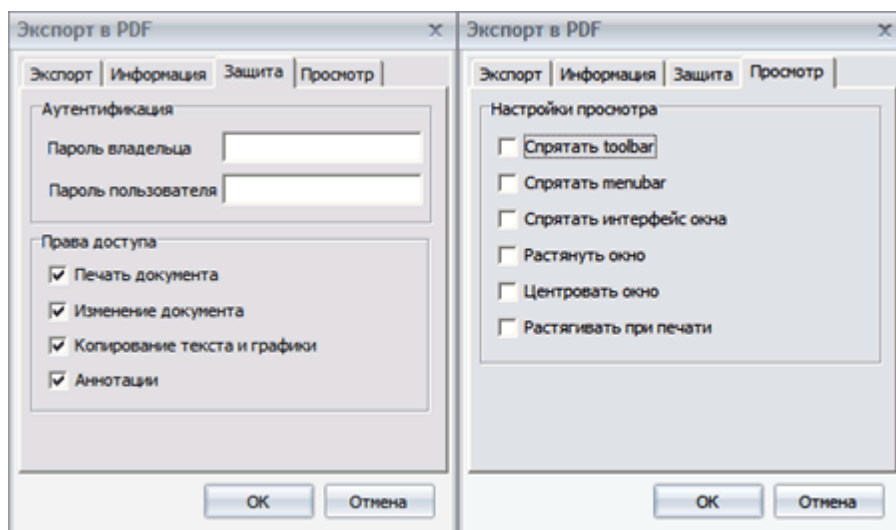 Экспорт в PDF
Экспорт Информация Защита Просмотр
Аутентификация
Пароль владельца
Пароль пользователя
Права доступа
Печать документа
Изменение документа
Копирование текста и графики
Аннотации
ОК Отмена
Экспорт в PDF
Экспорт Информация Защита Просмотр
Настройки просмотра
Спрятать toolbar
Спрятать menubar
Спрятать интерфейс окна
Растянуть окно
Центровать окно
Растягивать при печати
ОК Отмена